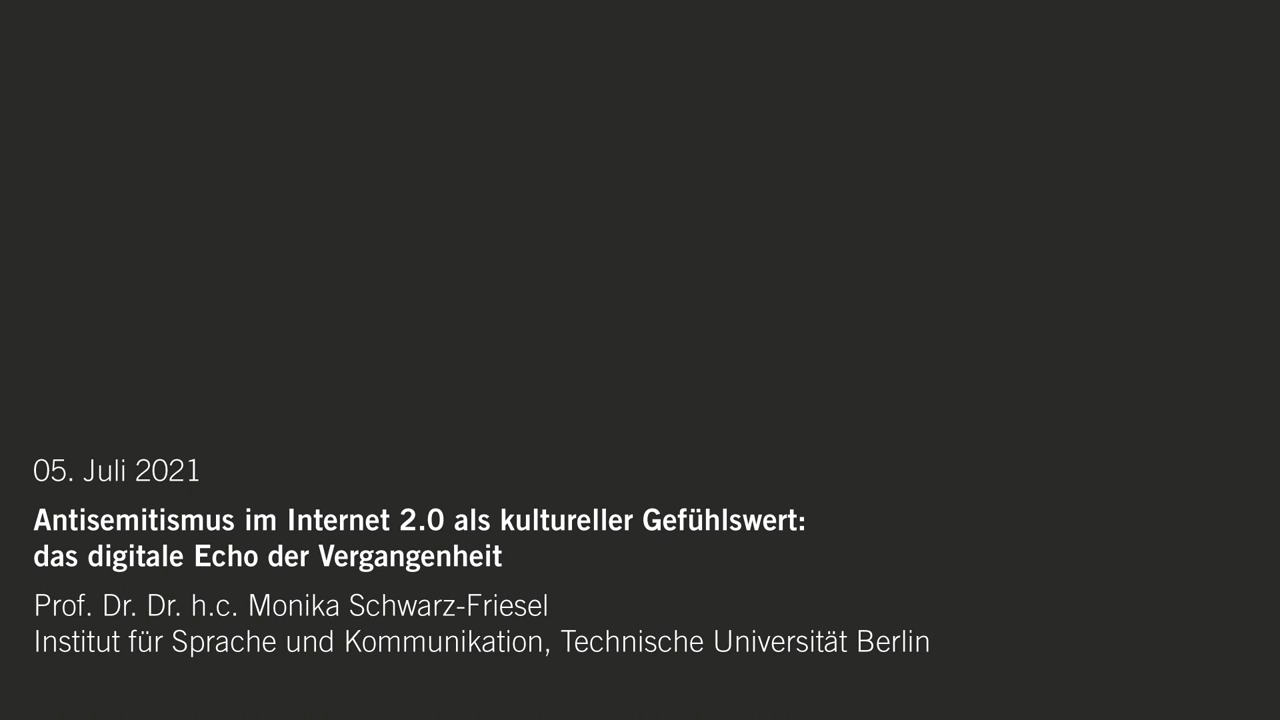 05. Juli 2021
Antisemitismus im Internet 2.0 als kultureller Gefühlswert:
das digitale Echo der Vergangenheit
Prof. Dr. Dr. h.c. Monika Schwarz-Friesel
Institut für Sprache und Kommunikation, Technische Universität Berlin